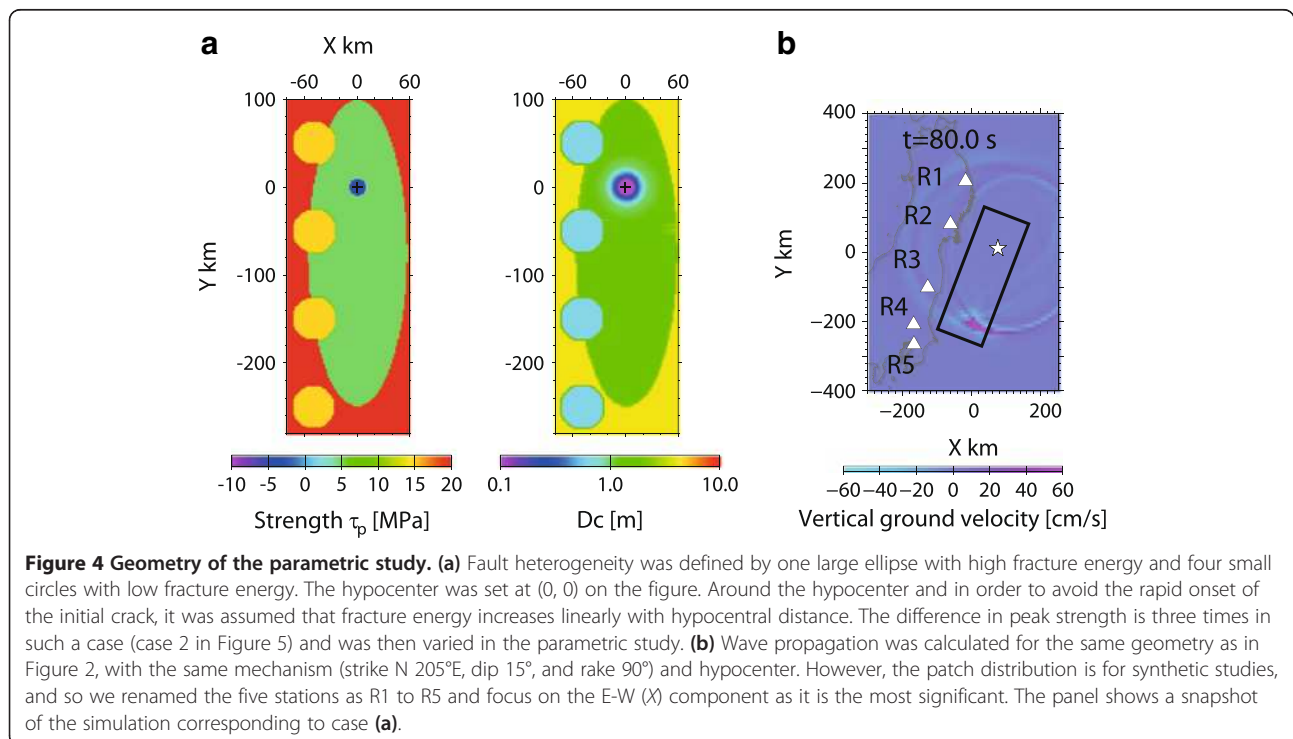 a
X km
-60 0 60
100
0
-100
-200
Y km
-10 -5 0 5 10 15 20
Strength τp [MPa]
-60 0 60
100
0
-100
-200
0.1 1.0 10.0
Dc [m]
b
400
200
0
−200
−400
Y km
t=80.0 s
R1
R2
R3
R4
R5
−200 0 200
X km
−60 −40 −20 0 20 40 60
Vertical ground velocity [cm/s]
Figure 4 Geometry of the parametric study. (a) Fault heterogeneity was defined by one large ellipse with high fracture energy and four small
circles with low fracture energy. The hypocenter was set at (0, 0) on the figure. Around the hypocenter and in order to avoid the rapid onset of
the initial crack, it was assumed that fracture energy increases linearly with hypocentral distance. The difference in peak strength is three times in
such a case (case 2 in Figure 5) and was then varied in the parametric study. (b) Wave propagation was calculated for the same geometry as in
Figure 2, with the same mechanism (strike N 205°E, dip 15°, and rake 90°) and hypocenter. However, the patch distribution is for synthetic studies,
and so we renamed the five stations as R1 to R5 and focus on the E-W (X) component as it is the most significant. The panel shows a snapshot
of the simulation corresponding to case (a).